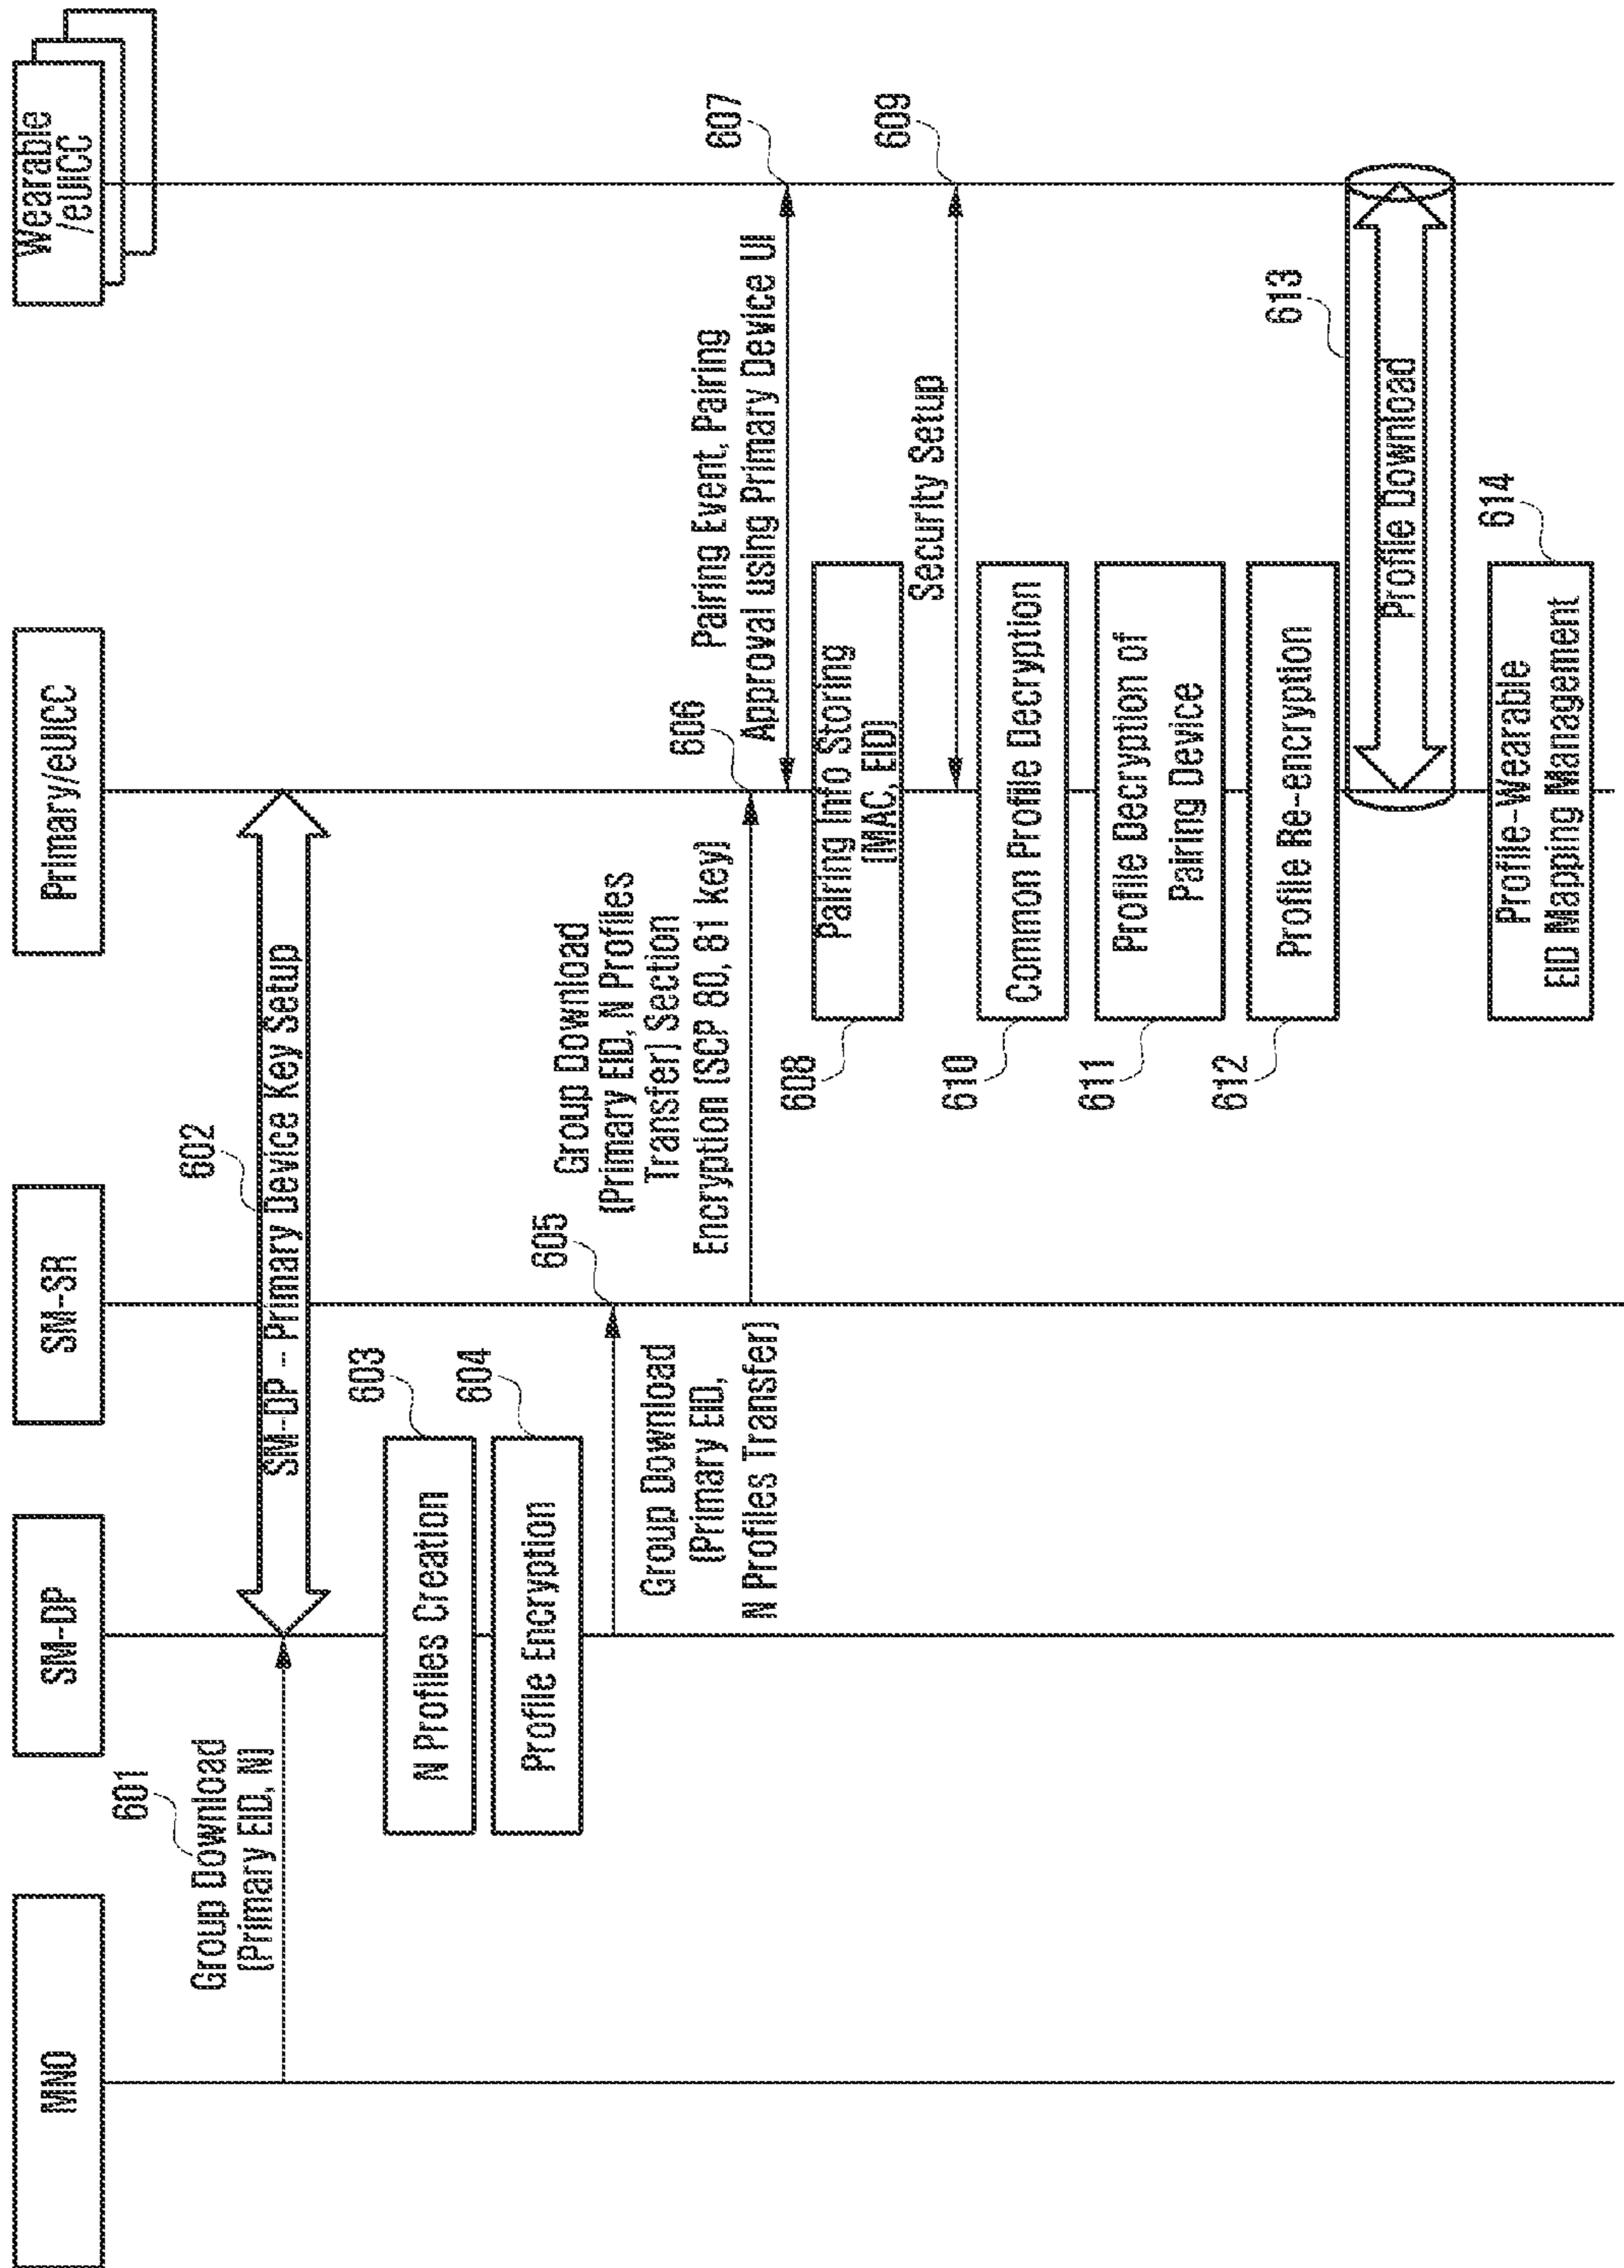 MNO
SM-DP
SM-SR
Primary/eUICC
Wearable
/eUICC
601
Group Download
(Primary EID, N)
602
SM-DP - Primary Device Key Setup
603
N Profiles Creation
604
Profile Encryption
605
Group Download
(Primary EID,
N Profiles Transfer)
606
Group Download
(Primary EID, N Profiles
Transfer) Section
Encryption (SCP 80, 81 key)
607
Pairing Event, Pairing
Approval using Primary Device UI
608
Pairing Info Storing
(MAC, EID)
609
Security Setup
610
Common Profile Decryption
611
Profile Decryption of
Pairing Device
612
Profile Re-encryption
613
Profile Download
614
Profile-Wearable
EID Mapping Management